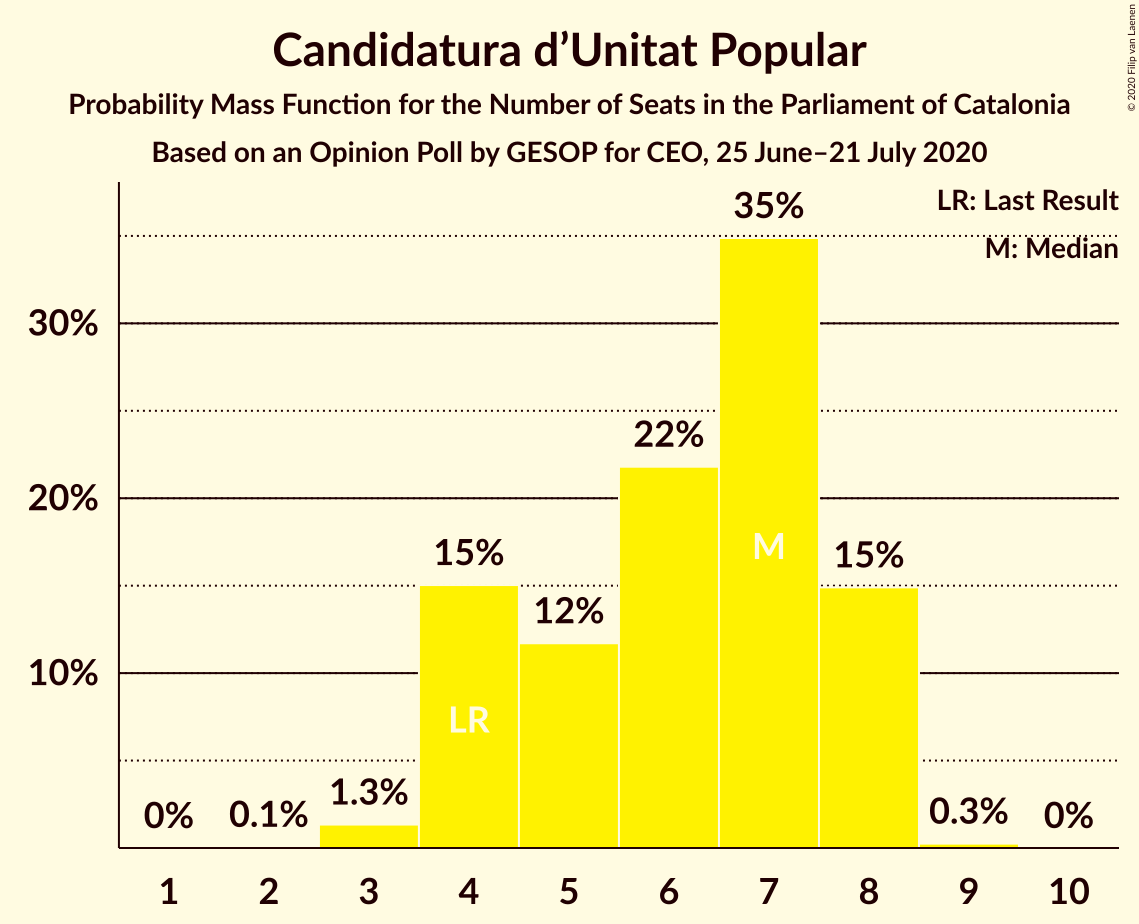 Candidatura d’Unitat Popular
Probability Mass Function for the Number of Seats in the Parliament of Catalonia
Based on an Opinion Poll by GESOP for CEO, 25 June–21 July 2020
© 2020 Filip van Laenen
LR: Last Result
M: Median
35%
30%
22%
20%
M
15%
15%
12%
10%
LR
1.3%
0%
0.1%
0.3%
0%
1 2 3 4 5 6 7 8 9 10